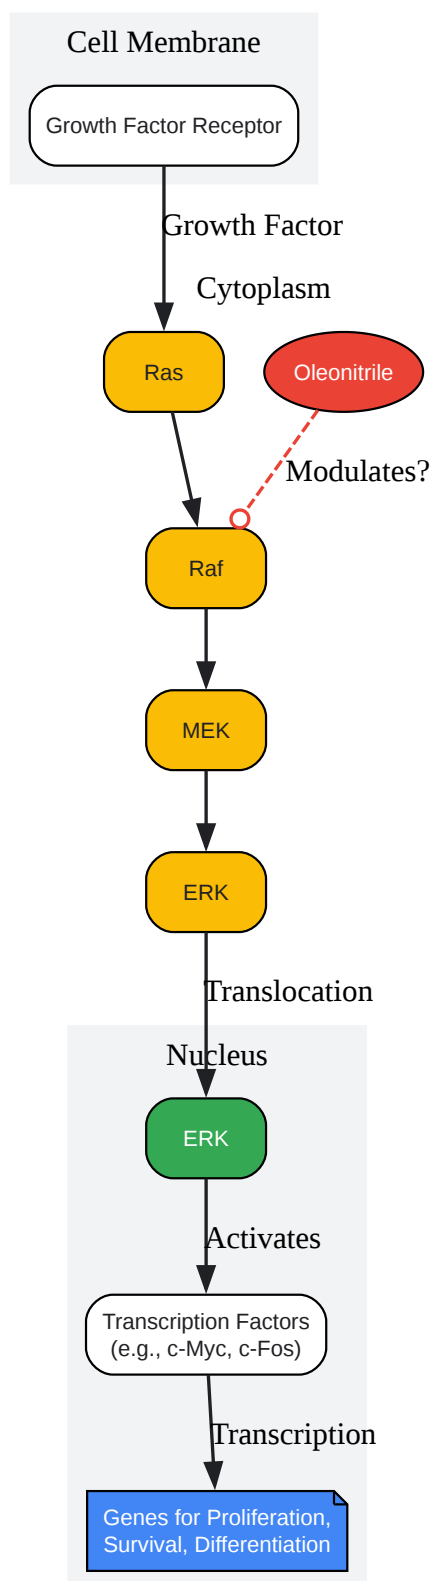 Cell Membrane
Growth Factor Receptor
Growth Factor
Cytoplasm
Ras
Oleonitrile
Modulates?
Raf
MEK
ERK
Translocation
Nucleus
ERK
Activates
Transcription Factors
(e.g., c-Myc, c-Fos)
Transcription
Genes for Proliferation,
Survival, Differentiation